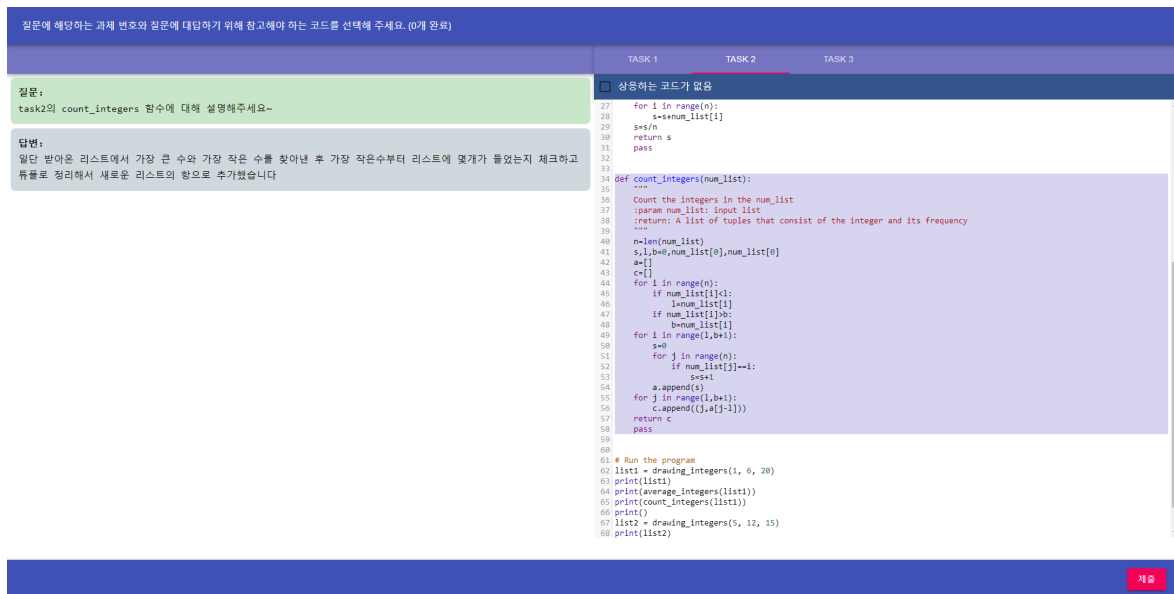 질문에 해당하는 과제 번호와 질문에 대답하기 위해 참고해야 하는 코드를 선택해 주세요. (0개 완료)
TASK 1 TASK 2 TASK 3
질문:
task2의 count_integers 함수에 대해 설명해주세요~
답변:
일단 받아온 리스트에서 가장 큰 수와 가장 작은 수를 찾아낸 후 가장 작은수부터 리스트에 몇개가 들었는지 체크하고
튜플로 정리해서 새로운 리스트의 항으로 추가했습니다
상응하는 코드가 없음
27     for i in range(n):
28         s=s+num_list[i]
29     s=s/n
30     return s
31     pass
32
33
34 def count_integers(num_list):
35     """
36     Count the integers in the num_list
37     :param num_list: input list
38     :return: A list of tuples that consist of the integer and its frequency
39     """
40     n=len(num_list)
41     s,l,b=0,num_list[0],num_list[0]
42     a=[]
43     c=[]
44     for i in range(n):
45         if num_list[i]<l:
46             l=num_list[i]
47         if num_list[i]>b:
48             b=num_list[i]
49     for i in range(l,b+1):
50         s=0
51         for j in range(n):
52             if num_list[j]==i:
53                 s=s+1
54         a.append(s)
55     for j in range(l,b+1):
56         c.append((j,a[j-l]))
57     return c
58     pass
59
60
61 # Run the program
62 list1 = drawing_integers(1, 6, 20)
63 print(list1)
64 print(average_integers(list1))
65 print(count_integers(list1))
66 print()
67 list2 = drawing_integers(5, 12, 15)
68 print(list2)
제출